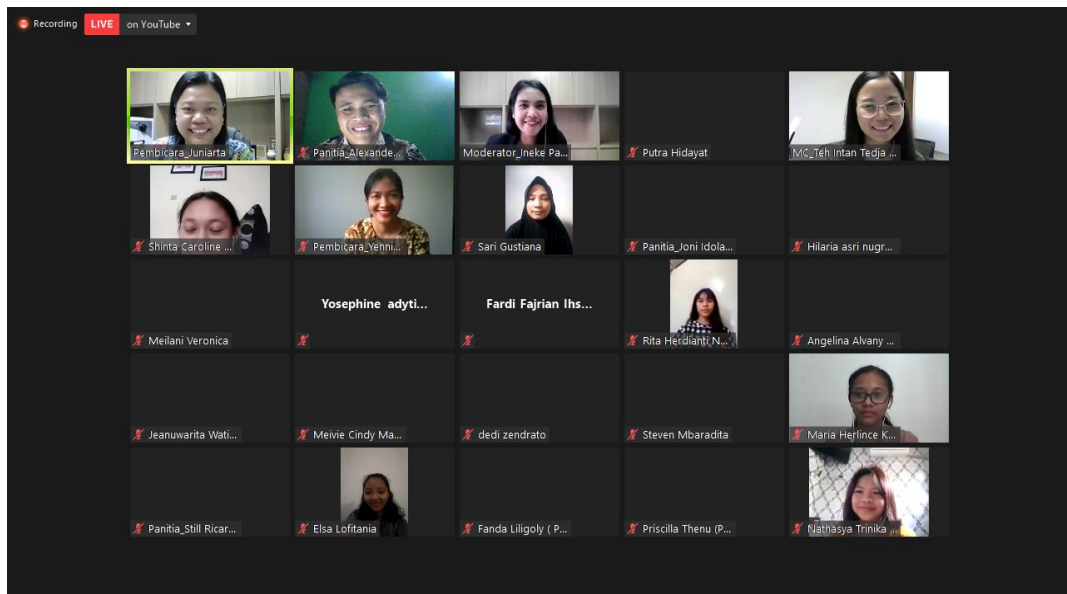 Recording
LIVE on YouTube
Pembicara_Juniarta
Panitia_Alexande...
Moderator_Ineke Pa...
Putra Hidayat
MC_Teh Intan Tedja ...
Shinta Caroline ...
Pembicara_Yenni...
Sari Gustiana
Panitia_Joni Idola...
Hilaria asri nugr...
Meilani Veronica
Yosephine adyti...
Fardi Fajrian Ihs...
Rita Herdianti N...
Angelina Alvany ...
Jeanuwarita Wati...
Meivie Cindy Ma...
dedi zendrato
Steven Mbaradita
Maria Herlince K...
Panitia_Still Ricar...
Elsa Lofitania
Fanda Liligoly ( P...
Priscilla Thenu (P...
Nathasya Trinika ...